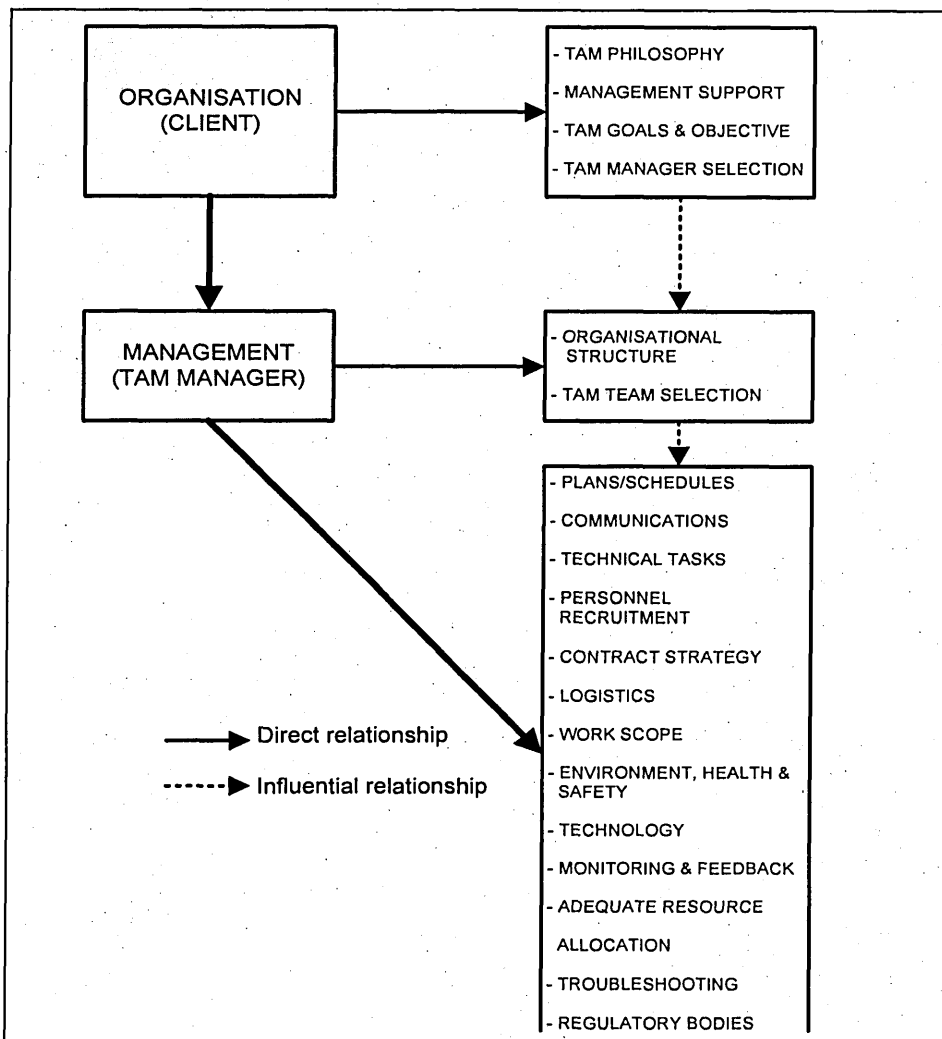 ORGANISATION
(CLIENT)
- TAM PHILOSOPHY
- MANAGEMENT SUPPORT
- TAM GOALS & OBJECTIVE
- TAM MANAGER SELECTION
MANAGEMENT
(TAM MANAGER)
- ORGANISATIONAL
STRUCTURE
- TAM TEAM SELECTION
- PLANS/SCHEDULES
- COMMUNICATIONS
- TECHNICAL TASKS
- PERSONNEL
RECRUITMENT
- CONTRACT STRATEGY
- LOGISTICS
- WORK SCOPE
- ENVIRONMENT, HEALTH &
SAFETY
- TECHNOLOGY
- MONITORING & FEEDBACK
- ADEQUATE RESOURCE
ALLOCATION
- TROUBLESHOOTING
- REGULATORY BODIES
Direct relationship
Influential relationship